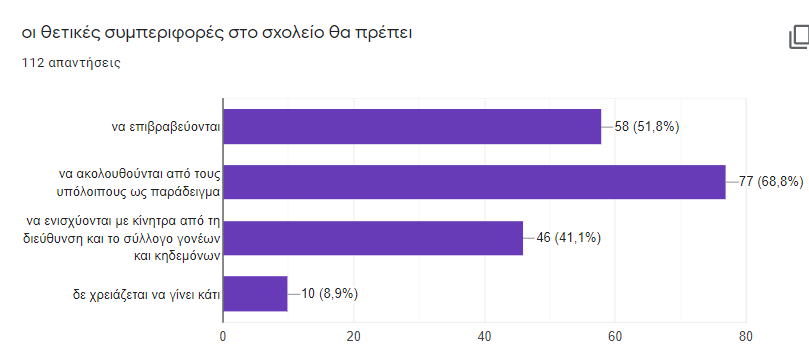 οι θετικές συμπεριφορές στο σχολείο θα πρέπει
112 απαντήσεις
να επιβραβεύονται
58 (51,8%)
να ακολουθούνται από τους
υπόλοιπους ως παράδειγμα
77 (68,8%)
να ενισχύονται με κίνητρα από τη
διεύθυνση και το σύλλογο γονέων
και κηδεμόνων
46 (41,1%)
δε χρειάζεται να γίνει κάτι
10 (8,9%)
0 20 40 60 80